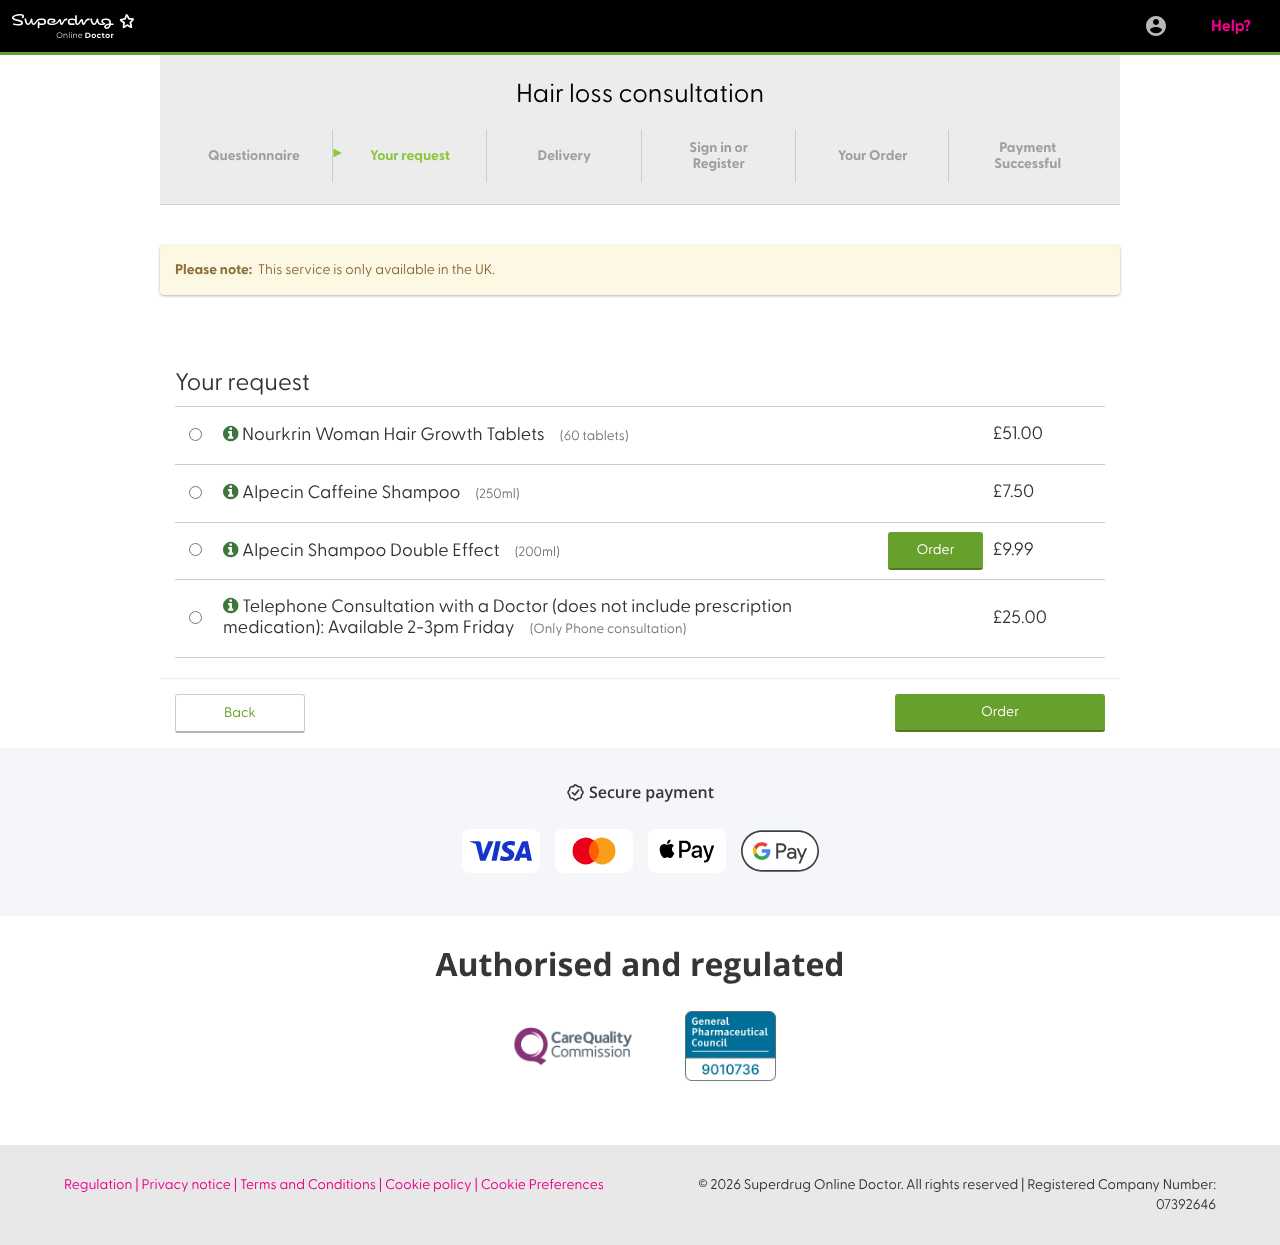 Superdrug
Online Doctor
Help?
Hair loss consultation
Questionnaire
Your request
Delivery
Sign in or
Register
Your Order
Payment
Successful
Please note: This service is only available in the UK.
Your request
Nourkrin Woman Hair Growth Tablets (60 tablets) £51.00
Alpecin Caffeine Shampoo (250ml) £7.50
Alpecin Shampoo Double Effect (200ml) Order £9.99
Telephone Consultation with a Doctor (does not include prescription
medication): Available 2-3pm Friday (Only Phone consultation) £25.00
Back
Order
Secure payment
VISA
Pay
G Pay
Authorised and regulated
CareQuality
Commission
General
Pharmaceutical
Council
9010736
Regulation | Privacy notice | Terms and Conditions | Cookie policy | Cookie Preferences
© 2026 Superdrug Online Doctor. All rights reserved | Registered Company Number:
07392646